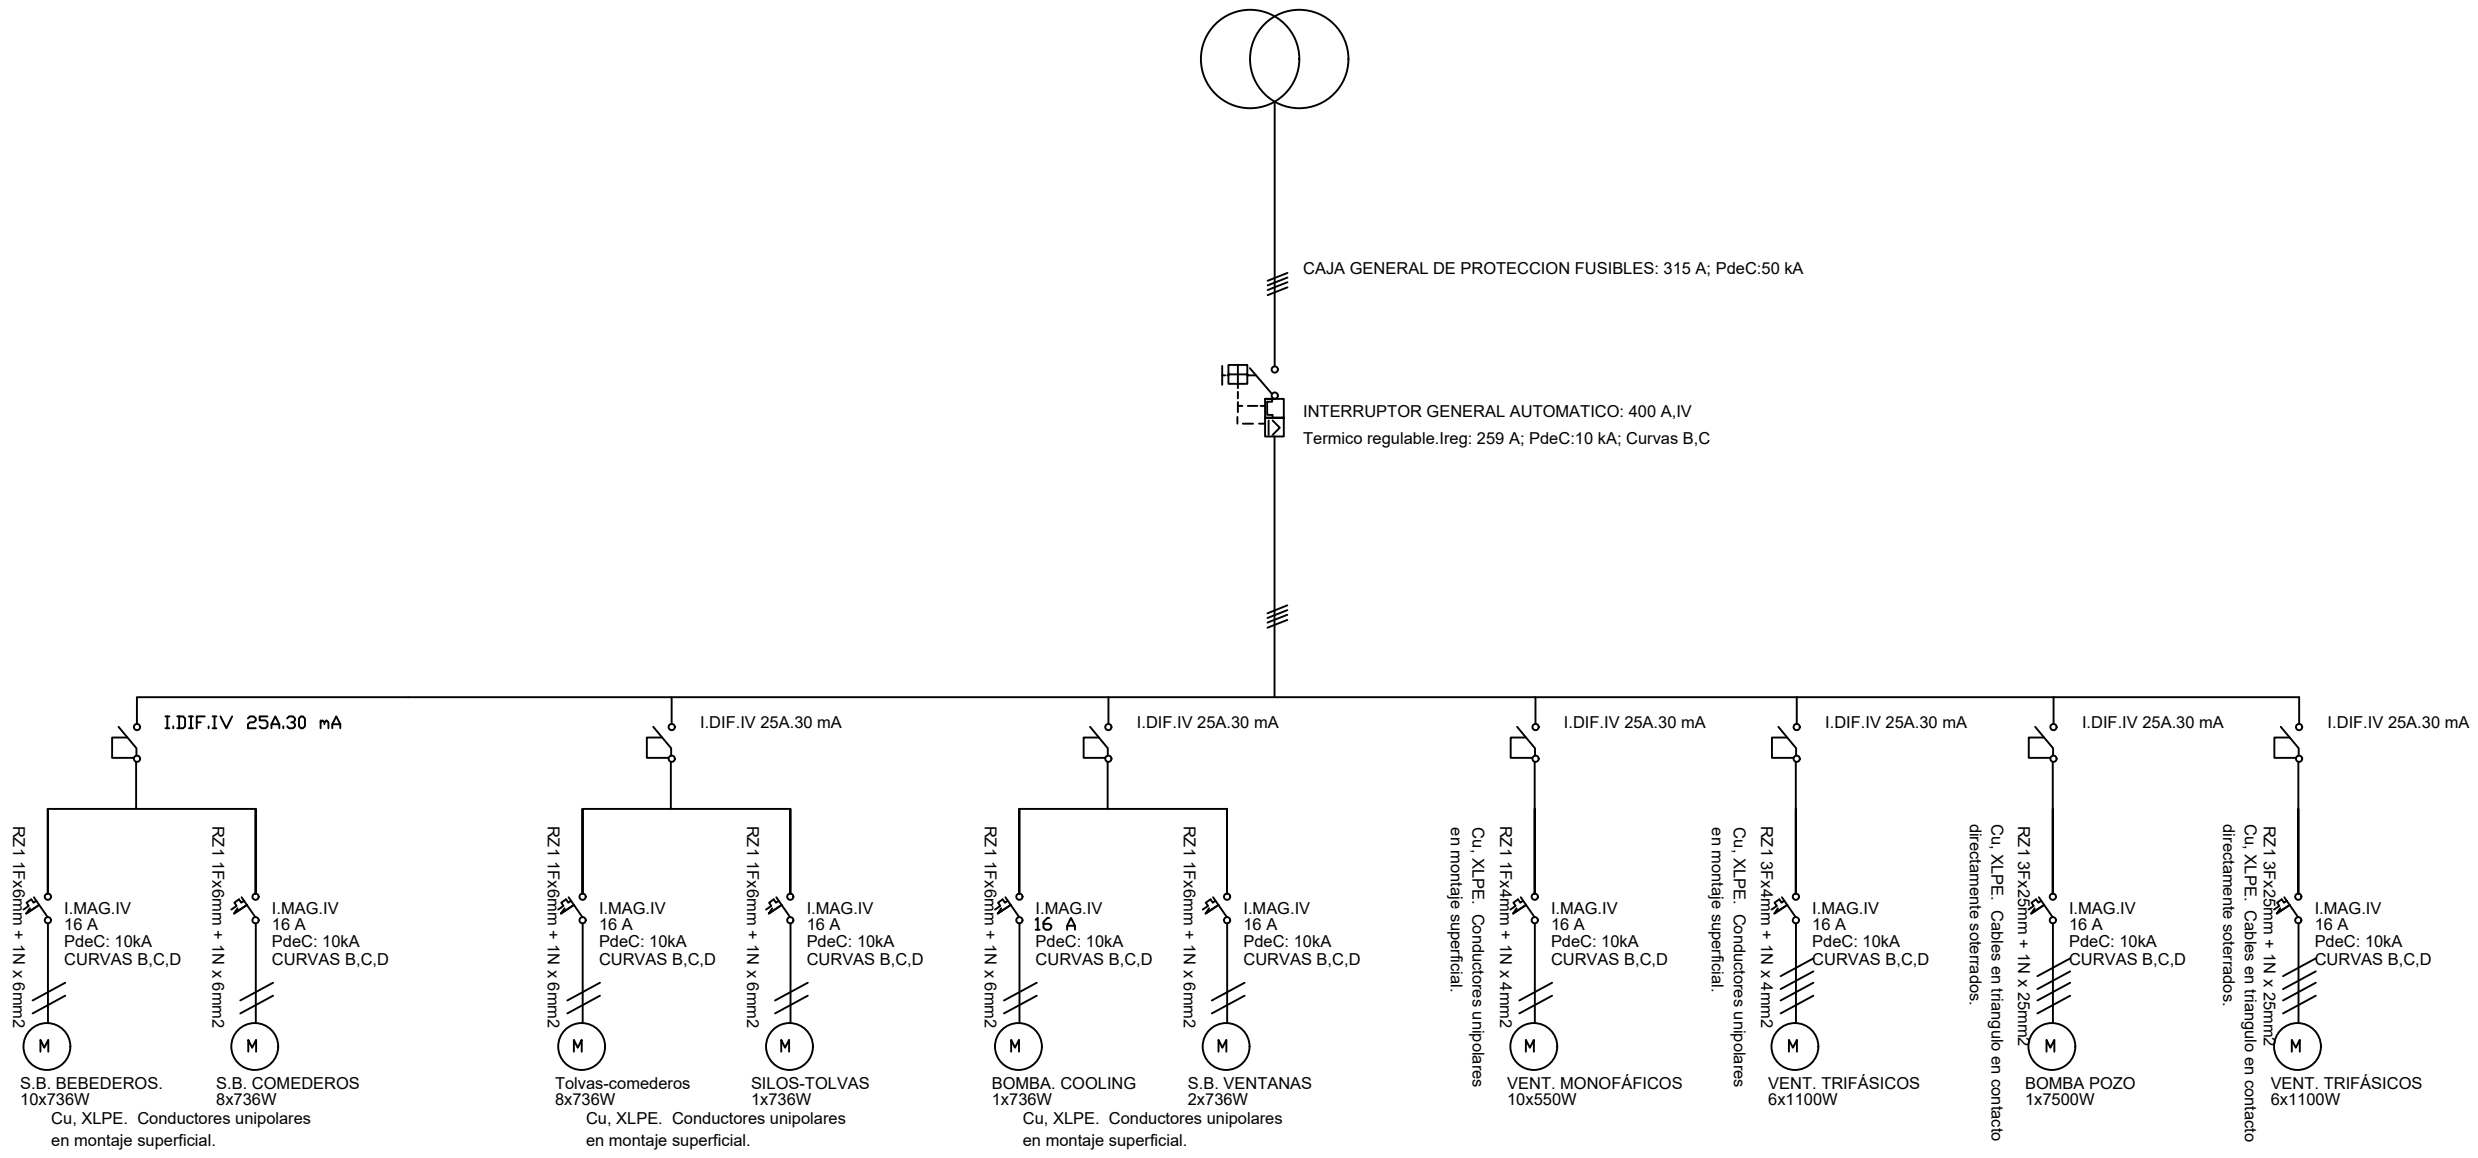 CAJA GENERAL DE PROTECCION FUSIBLES: 315 A; PdeC:50 kA
INTERRUPTOR GENERAL AUTOMATICO: 400 A,IV
Termico regulable.Ireg: 259 A; PdeC:10 kA; Curvas B,C
I.DIF.IV 25A.30 mA
I.DIF.IV 25A.30 mA
I.DIF.IV 25A.30 mA
I.DIF.IV 25A.30 mA
I.DIF.IV 25A.30 mA
I.DIF.IV 25A.30 mA
I.DIF.IV 25A.30 mA
RZ1 1Fx6mm + 1N x 6mm2
I.MAG.IV
16 A
PdeC: 10kA
CURVAS B,C,D
M
S.B. BEBEDEROS.
10x736W
RZ1 1Fx6mm + 1N x 6mm2
I.MAG.IV
16 A
PdeC: 10kA
CURVAS B,C,D
M
S.B. COMEDEROS
8x736W
Cu, XLPE. Conductores unipolares
en montaje superficial.
RZ1 1Fx6mm + 1N x 6mm2
I.MAG.IV
16 A
PdeC: 10kA
CURVAS B,C,D
M
Tolvas-comederos
8x736W
RZ1 1Fx6mm + 1N x 6mm2
I.MAG.IV
16 A
PdeC: 10kA
CURVAS B,C,D
M
SILOS-TOLVAS
1x736W
Cu, XLPE. Conductores unipolares
en montaje superficial.
RZ1 1Fx6mm + 1N x 6mm2
I.MAG.IV
16 A
PdeC: 10kA
CURVAS B,C,D
M
BOMBA. COOLING
1x736W
RZ1 1Fx6mm + 1N x 6mm2
I.MAG.IV
16 A
PdeC: 10kA
CURVAS B,C,D
M
S.B. VENTANAS
2x736W
Cu, XLPE. Conductores unipolares
en montaje superficial.
RZ1 1Fx4mm + 1N x 4mm2
Cu, XLPE. Conductores unipolares
en montaje superficial.
I.MAG.IV
16 A
PdeC: 10kA
CURVAS B,C,D
M
VENT. MONOFÁFICOS
10x550W
RZ1 3Fx4mm + 1N x 4mm2
Cu, XLPE. Conductores unipolares
en montaje superficial.
I.MAG.IV
16 A
PdeC: 10kA
CURVAS B,C,D
M
VENT. TRIFÁSICOS
6x1100W
RZ1 3Fx25mm + 1N x 25mm2
Cu, XLPE. Cables en triangulo en contacto
directamente soterrados.
I.MAG.IV
16 A
PdeC: 10kA
CURVAS B,C,D
M
BOMBA POZO
1x7500W
RZ1 3Fx25mm + 1N x 25mm2
Cu, XLPE. Cables en triangulo en contacto
directamente soterrados.
I.MAG.IV
16 A
PdeC: 10kA
CURVAS B,C,D
M
VENT. TRIFÁSICOS
6x1100W